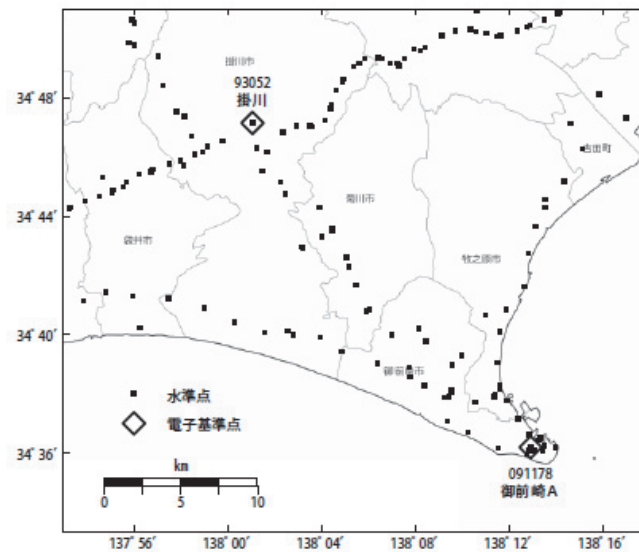 掛川市
93052
掛川
34˚48′
吉田町
34˚44′
菊川市
袋井市
牧之原市
34˚40′
御前崎市
水準点
電子基準点
34˚36′
km
0 5 10
091178
御前崎A
137˚56′ 138˚00′ 138˚04′ 138˚08′ 138˚12′ 138˚16′